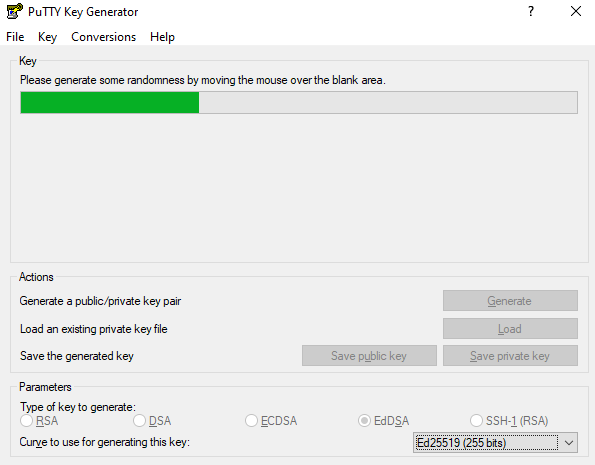 PuTTY Key Generator ?
File Key Conversions Help
Key
Please generate some randomness by moving the mouse over the blank area.
Actions
Generate a public/private key pair Generate
Load an existing private key file Load
Save the generated key Save public key Save private key
Parameters
Type of key to generate:
RSA DSA ECDSA EdDSA SSH-1 (RSA)
Curve to use for generating this key: Ed25519 (255 bits)